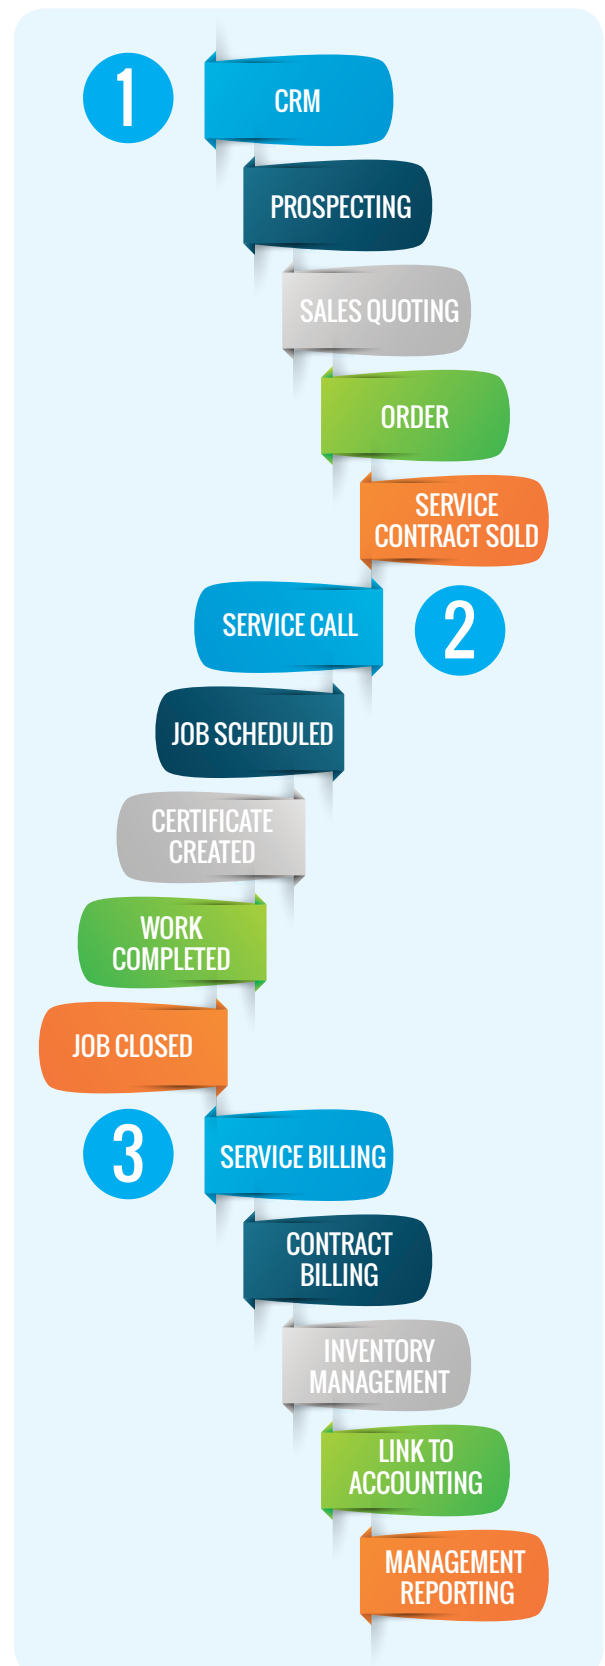 1
CRM
PROSPECTING
SALES QUOTING
ORDER
SERVICE
CONTRACT SOLD
SERVICE CALL
2
JOB SCHEDULED
CERTIFICATE
CREATED
WORK
COMPLETED
JOB CLOSED
3
SERVICE BILLING
CONTRACT
BILLING
INVENTORY
MANAGEMENT
LINK TO
ACCOUNTING
MANAGEMENT
REPORTING